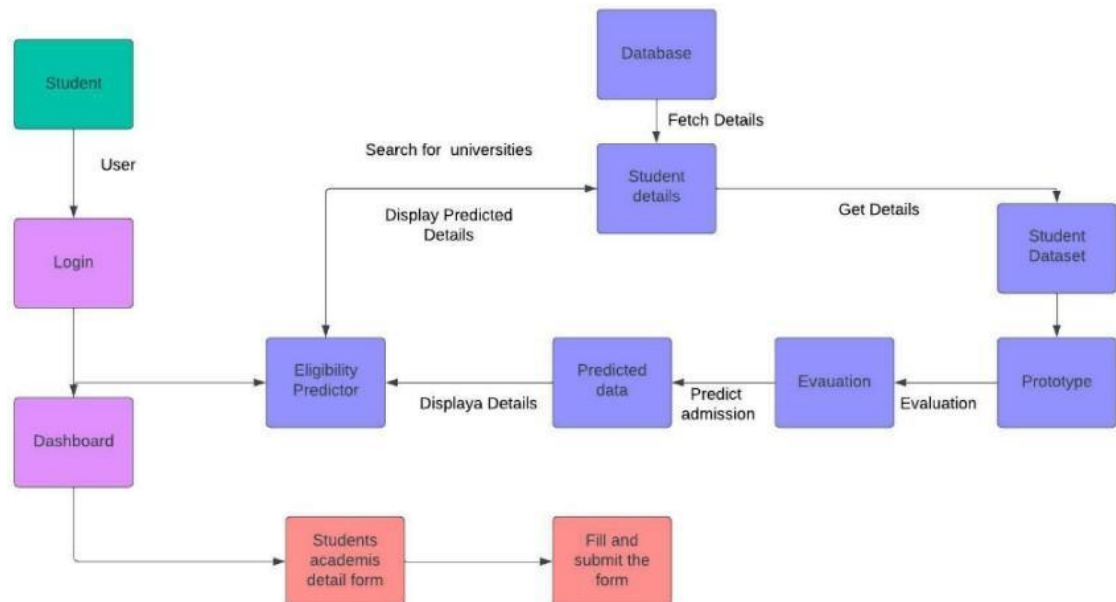 Student
Database
Fetch Details
User
Search for universities
Student
details
Display Predicted
Details
Get Details
Login
Student
Dataset
Eligibility
Predictor
Displaya Details
Predicted
data
Predict
admission
Evauation
Evaluation
Prototype
Dashboard
Students
academis
detail form
Fill and
submit the
form